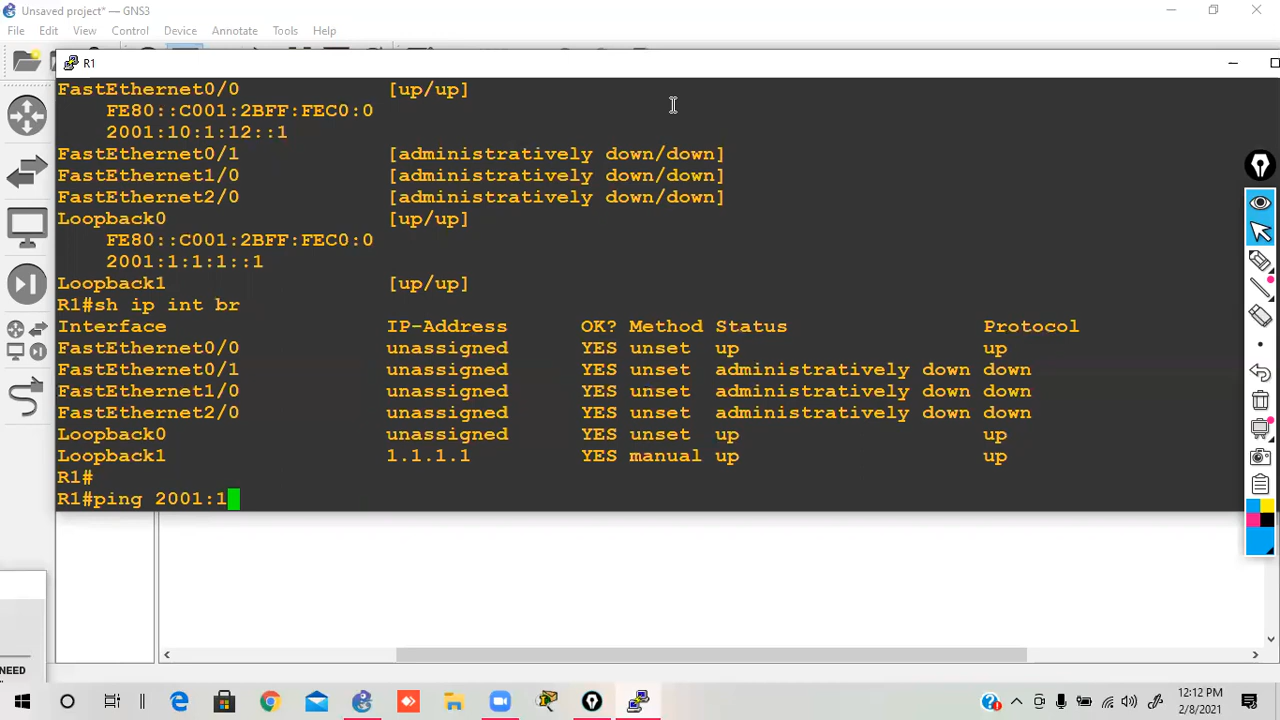 Unsaved project* — GNS3
File Edit View Control Device Annotate Tools Help
R1
FastEthernet0/0 [up/up]
FE80::C001:2BFF:FEC0:0
2001:10:1:12::1
FastEthernet0/1 [administratively down/down]
FastEthernet1/0 [administratively down/down]
FastEthernet2/0 [administratively down/down]
Loopback0 [up/up]
FE80::C001:2BFF:FEC0:0
2001:1:1:1::1
Loopback1 [up/up]
R1#sh ip int br
Interface IP-Address OK? Method Status Protocol
FastEthernet0/0 unassigned YES unset up up
FastEthernet0/1 unassigned YES unset administratively down down
FastEthernet1/0 unassigned YES unset administratively down down
FastEthernet2/0 unassigned YES unset administratively down down
Loopback0 unassigned YES unset up up
Loopback1 1.1.1.1 YES manual up up
R1#
R1#ping 2001:1
NEED
12:12 PM
2/8/2021